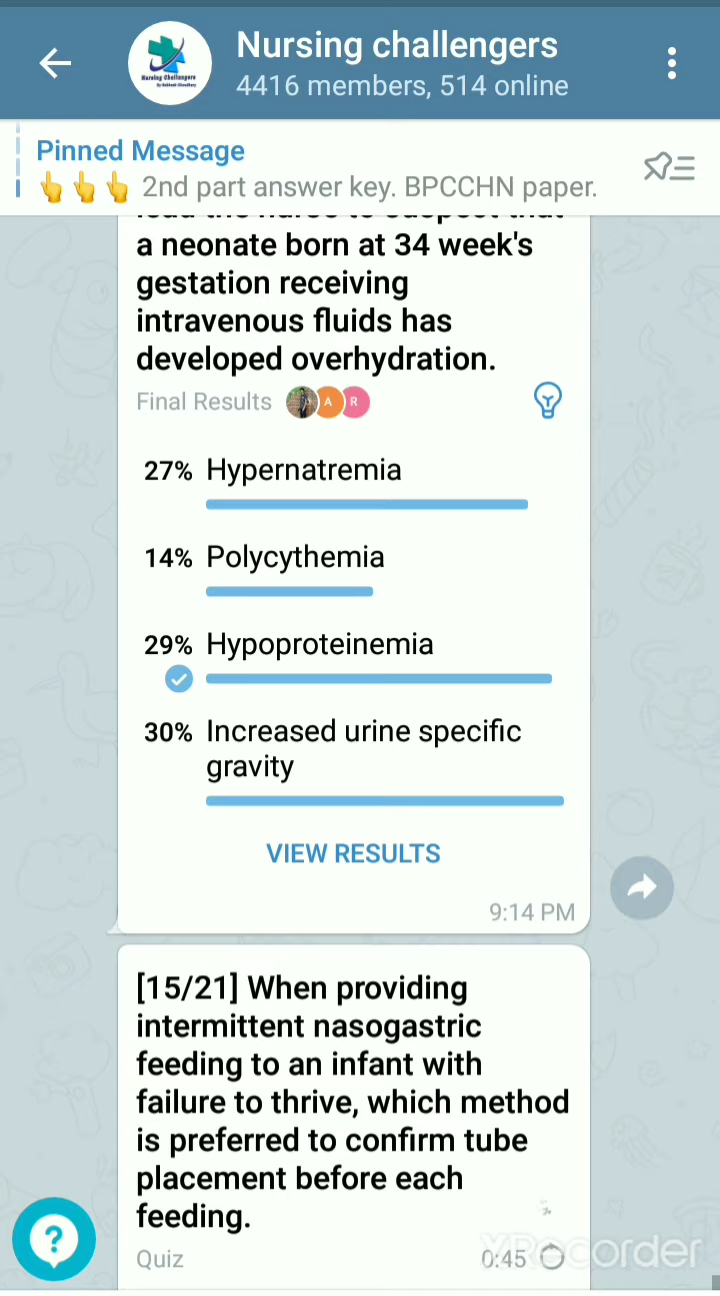 Nursing challengers
4416 members, 514 online
Pinned Message
👆👆👆 2nd part answer key. BPCCHN paper.
a neonate born at 34 week's
gestation receiving
intravenous fluids has
developed overhydration.
Final Results
A
R
27% Hypernatremia
14% Polycythemia
29% Hypoproteinemia
30% Increased urine specific
gravity
VIEW RESULTS
9:14 PM
[15/21] When providing
intermittent nasogastric
feeding to an infant with
failure to thrive, which method
is preferred to confirm tube
placement before each
feeding.
Quiz
0:45
XRecorder